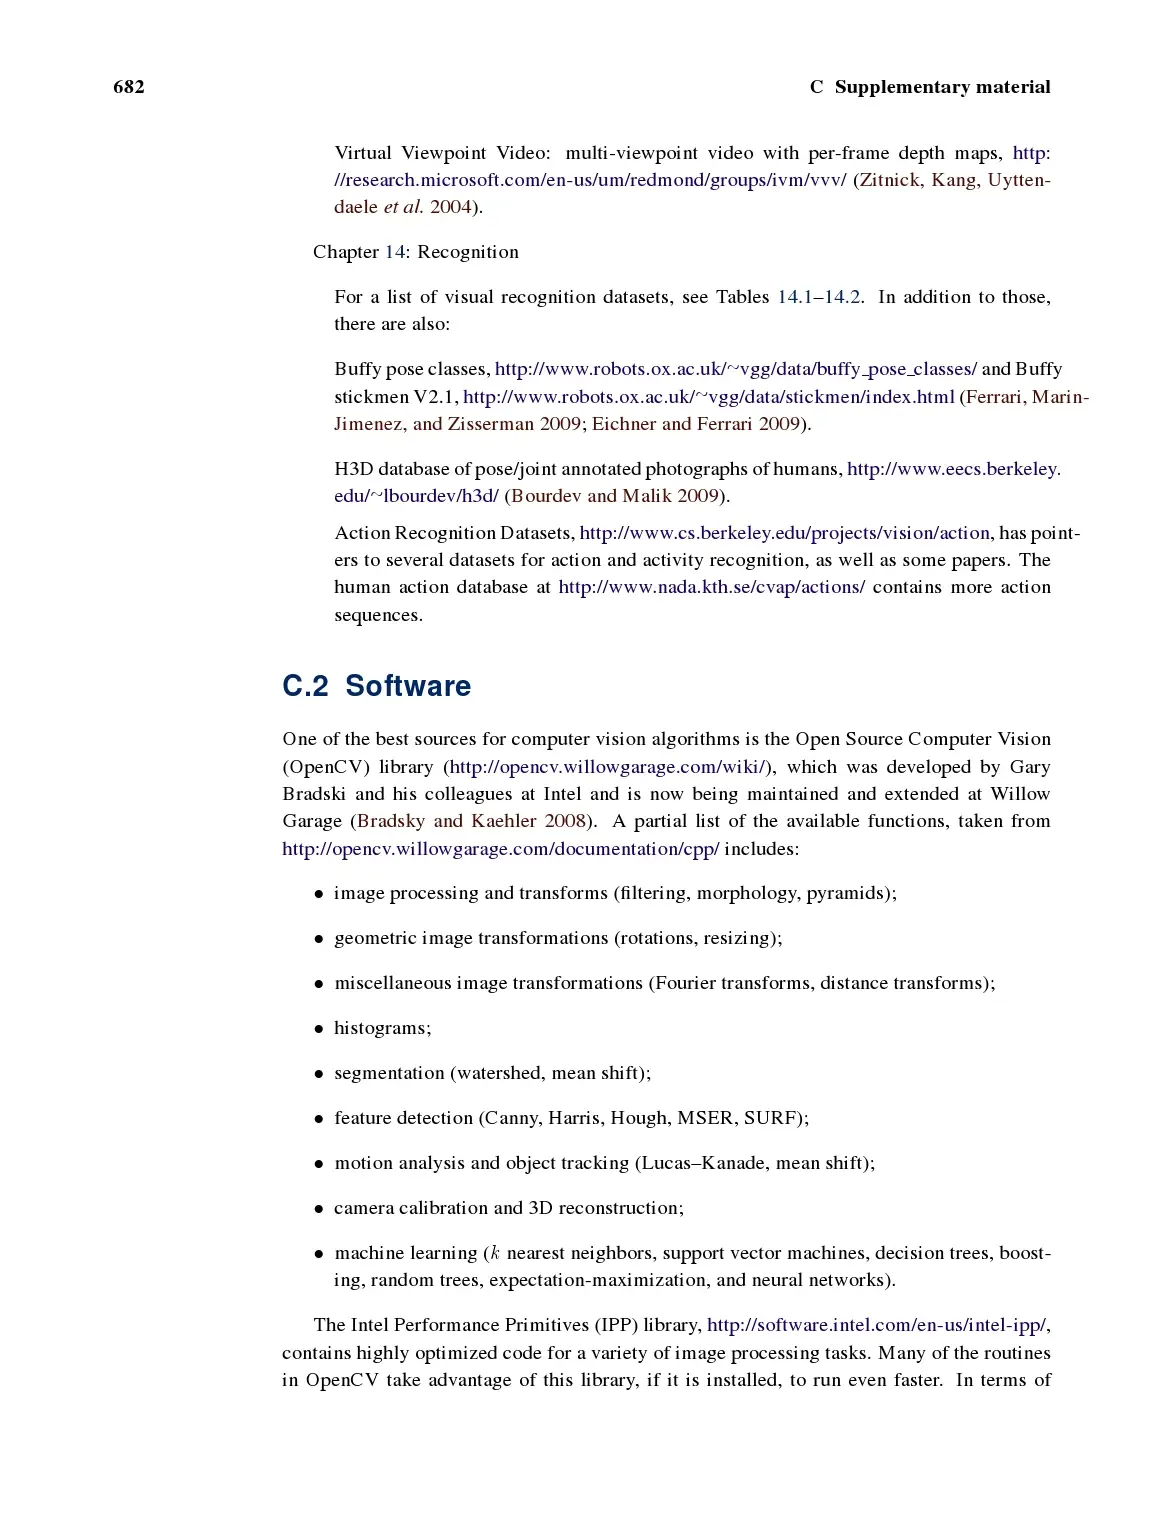 682
C Supplementary material
Virtual Viewpoint Video: multi-viewpoint video with per-frame depth maps, http:
//research.microsoft.com/en-us/um/redmond/groups/ivm/vvv/ (Zitnick, Kang, Uytten-
daele et al. 2004).
Chapter 14: Recognition
For a list of visual recognition datasets, see Tables 14.1–14.2. In addition to those,
there are also:
Buffy pose classes, http://www.robots.ox.ac.uk/~vgg/data/buffy_pose_classes/ and Buffy
stickmen V2.1, http://www.robots.ox.ac.uk/~vgg/data/stickmen/index.html (Ferrari, Marin-
Jimenez, and Zisserman 2009; Eichner and Ferrari 2009).
H3D database of pose/joint annotated photographs of humans, http://www.eecs.berkeley.
edu/~lbourdev/h3d/ (Bourdev and Malik 2009).
Action Recognition Datasets, http://www.cs.berkeley.edu/projects/vision/action, has point-
ers to several datasets for action and activity recognition, as well as some papers. The
human action database at http://www.nada.kth.se/cvap/actions/ contains more action
sequences.
C.2 Software
One of the best sources for computer vision algorithms is the Open Source Computer Vision
(OpenCV) library (http://opencv.willowgarage.com/wiki/), which was developed by Gary
Bradski and his colleagues at Intel and is now being maintained and extended at Willow
Garage (Bradsky and Kaehler 2008). A partial list of the available functions, taken from
http://opencv.willowgarage.com/documentation/cpp/ includes:
• image processing and transforms (filtering, morphology, pyramids);
• geometric image transformations (rotations, resizing);
• miscellaneous image transformations (Fourier transforms, distance transforms);
• histograms;
• segmentation (watershed, mean shift);
• feature detection (Canny, Harris, Hough, MSER, SURF);
• motion analysis and object tracking (Lucas–Kanade, mean shift);
• camera calibration and 3D reconstruction;
• machine learning (k nearest neighbors, support vector machines, decision trees, boost-
ing, random trees, expectation-maximization, and neural networks).
The Intel Performance Primitives (IPP) library, http://software.intel.com/en-us/intel-ipp/,
contains highly optimized code for a variety of image processing tasks. Many of the routines
in OpenCV take advantage of this library, if it is installed, to run even faster. In terms of